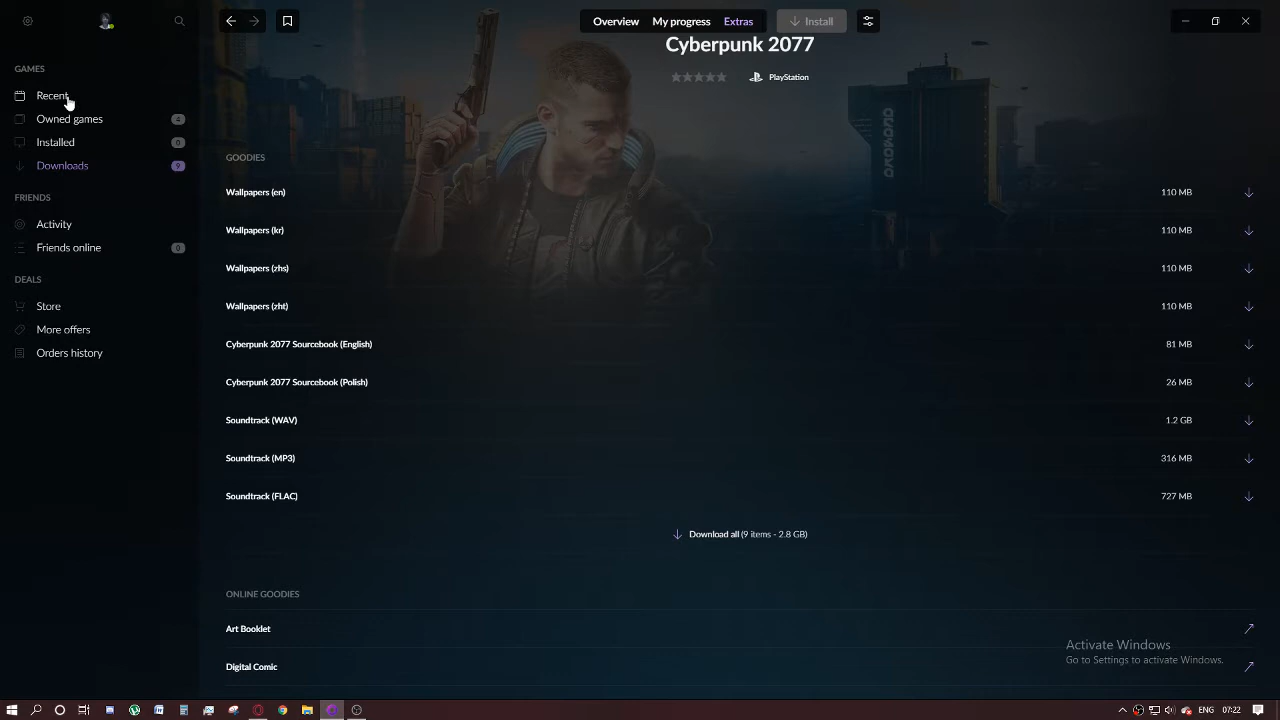 Overview My progress Extras Install
Cyberpunk 2077
PlayStation
GAMES
Recent
Owned games 4
Installed 0
Downloads 9
FRIENDS
Activity
Friends online 0
DEALS
Store
More offers
Orders history
GOODIES
Wallpapers (en) 110 MB
Wallpapers (kr) 110 MB
Wallpapers (zhs) 110 MB
Wallpapers (zht) 110 MB
Cyberpunk 2077 Sourcebook (English) 81 MB
Cyberpunk 2077 Sourcebook (Polish) 26 MB
Soundtrack (WAV) 1.2 GB
Soundtrack (MP3) 316 MB
Soundtrack (FLAC) 727 MB
Download all (9 items - 2.8 GB)
ONLINE GOODIES
Art Booklet
Digital Comic
Activate Windows
Go to Settings to activate Windows.
ENG 07:22